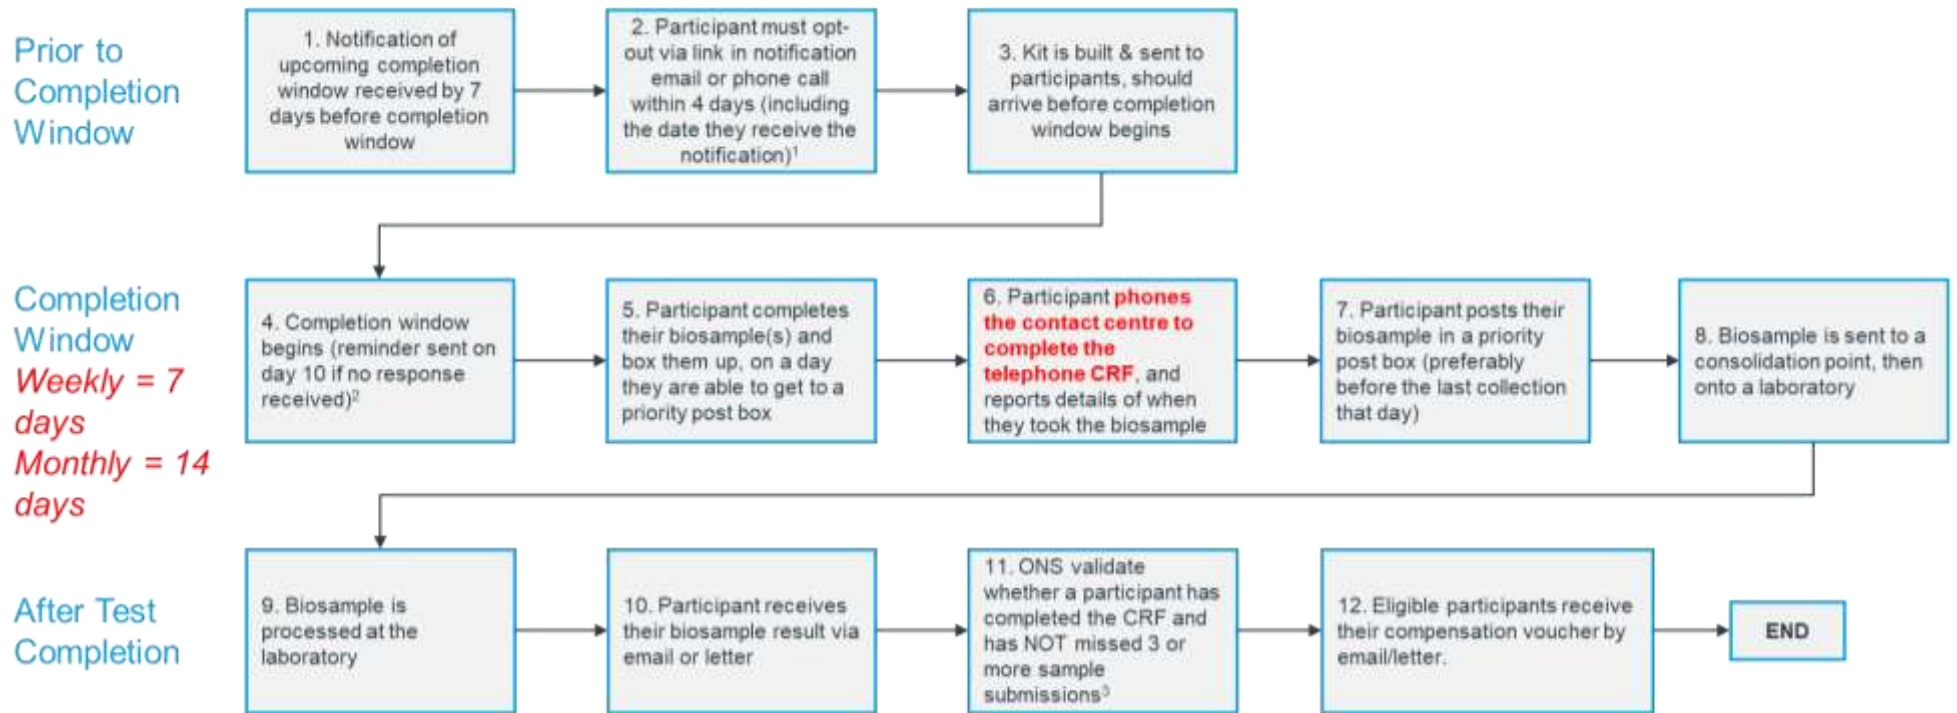 Prior to
Completion
Window
1. Notification of
upcoming completion
window received by 7
days before completion
window
2. Participant must opt-
out via link in notification
email or phone call
within 4 days (including
the date they receive the
notification)¹
3. Kit is built & sent to
participants, should
arrive before completion
window begins
Completion
Window
Weekly = 7
days
Monthly = 14
days
4. Completion window
begins (reminder sent on
day 10 if no response
received)²
5. Participant completes
their biosample(s) and
box them up, on a day
they are able to get to a
priority post box
6. Participant phones
the contact centre to
complete the
telephone CRF, and
reports details of when
they took the biosample
7. Participant posts their
biosample in a priority
post box (preferably
before the last collection
that day)
8. Biosample is sent to a
consolidation point, then
onto a laboratory
After Test
Completion
9. Biosample is
processed at the
laboratory
10. Participant receives
their biosample result via
email or letter
11. ONS validate
whether a participant has
completed the CRF and
has NOT missed 3 or
more sample
submissions³
12. Eligible participants receive
their compensation voucher by
email/letter.
END